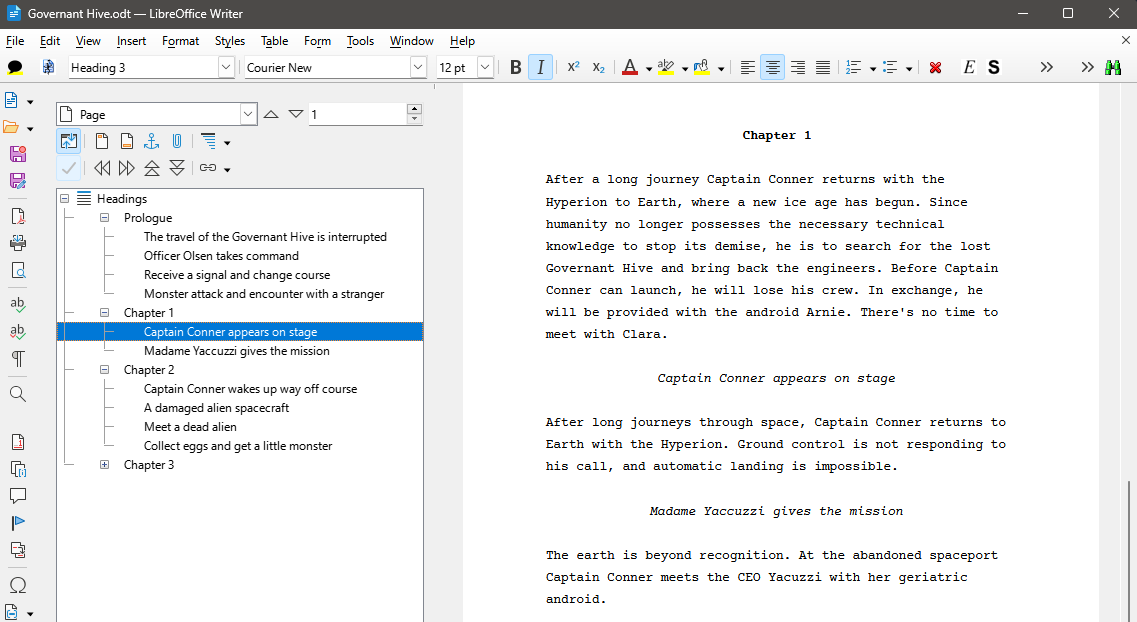 Governant Hive.odt — LibreOffice Writer
File Edit View Insert Format Styles Table Form Tools Window Help
Heading 3 Courier New 12 pt B I X² X₂ A E S
Page 1
Headings
Prologue
The travel of the Governant Hive is interrupted
Officer Olsen takes command
Receive a signal and change course
Monster attack and encounter with a stranger
Chapter 1
Captain Conner appears on stage
Madame Yaccuzzi gives the mission
Chapter 2
Captain Conner wakes up way off course
A damaged alien spacecraft
Meet a dead alien
Collect eggs and get a little monster
Chapter 3
Chapter 1
After a long journey Captain Conner returns with the
Hyperion to Earth, where a new ice age has begun. Since
humanity no longer possesses the necessary technical
knowledge to stop its demise, he is to search for the lost
Governant Hive and bring back the engineers. Before Captain
Conner can launch, he will lose his crew. In exchange, he
will be provided with the android Arnie. There's no time to
meet with Clara.
Captain Conner appears on stage
After long journeys through space, Captain Conner returns to
Earth with the Hyperion. Ground control is not responding to
his call, and automatic landing is impossible.
Madame Yaccuzzi gives the mission
The earth is beyond recognition. At the abandoned spaceport
Captain Conner meets the CEO Yacuzzi with her geriatric
android.